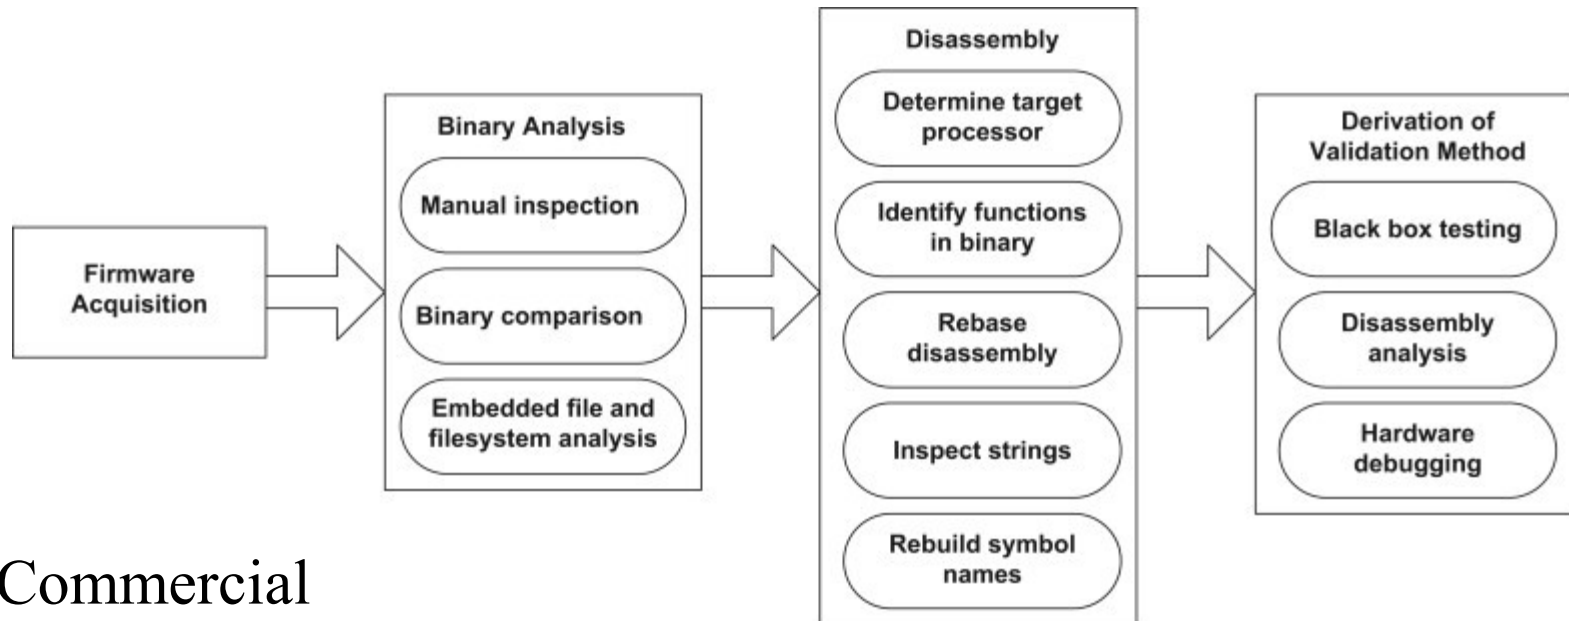 Firmware
Acquisition
Binary Analysis
Manual inspection
Binary comparison
Embedded file and
filesystem analysis
Disassembly
Determine target
processor
Identify functions
in binary
Rebase
disassembly
Inspect strings
Rebuild symbol
names
Derivation of
Validation Method
Black box testing
Disassembly
analysis
Hardware
debugging
Commercial